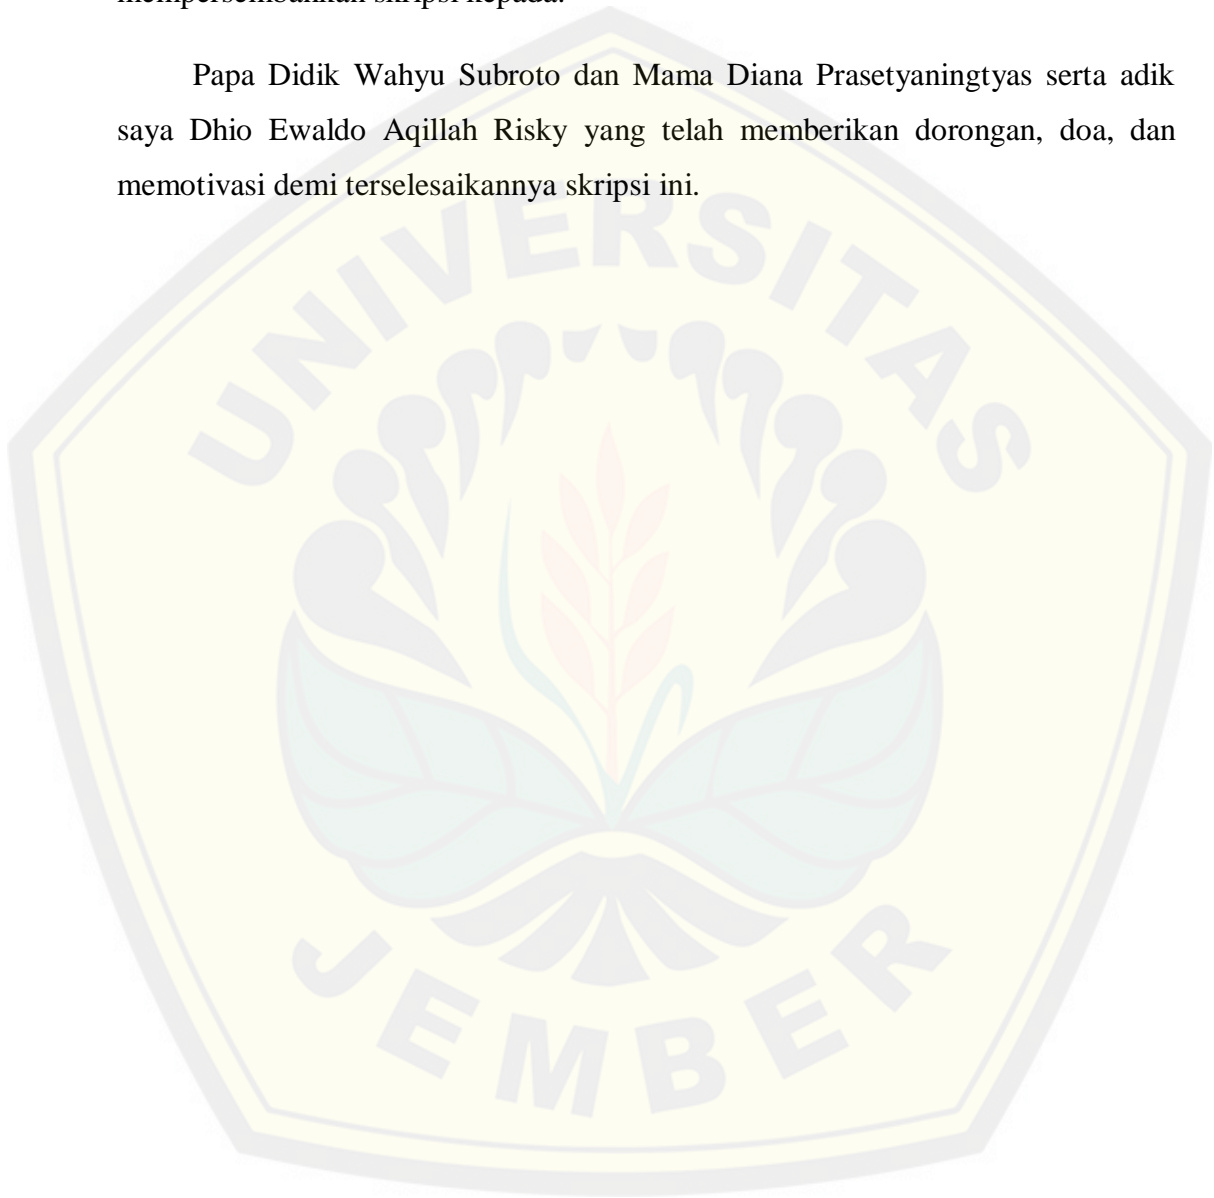 mempersembahkan skripsi kepada:
Papa Didik Wahyu Subroto dan Mama Diana Prasetyaningtyas serta adik
saya Dhio Ewaldo Aqillah Risky yang telah memberikan dorongan, doa, dan
memotivasi demi terselesaikannya skripsi ini.
UNIVERSITAS
JEMBER